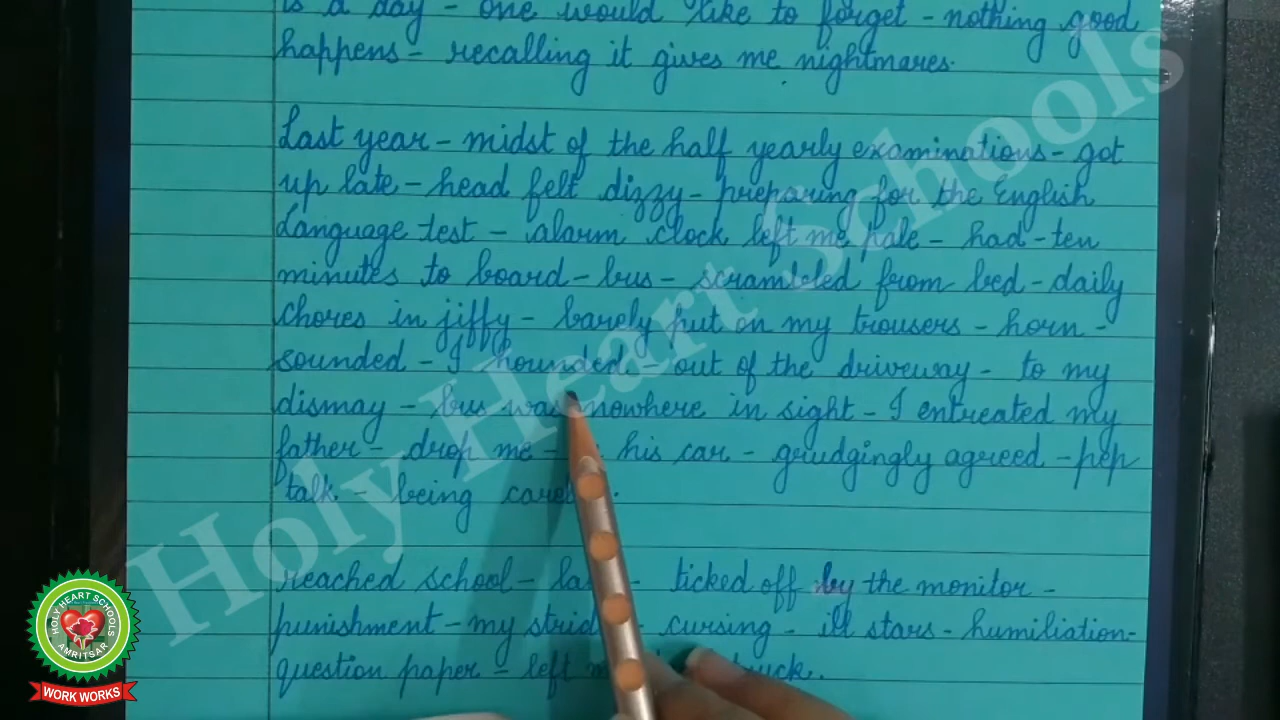 is a day - one would like to forget - nothing good
happens - recalling it gives me nightmares.
Last year - midst of the half yearly examinations - got
up late - head felt dizzy - preparing for the English
Language test - alarm clock left me pale - had - ten
minutes to board - bus - scrambled from bed - daily
chores in jiffy - barely put on my trousers - horn -
sounded - I hounded - out of the driveway - to my
dismay - bus was nowhere in sight - I entreated my
father - drop me - his car - grudgingly agreed - pep
talk - being
reached school - ticked off by the monitor -
punishment - my - cursing - ill stars - humiliation -
question paper - left
Holy Heart Schools
HOLY HEART SCHOOLS
AMRITSAR
WORK WORKS